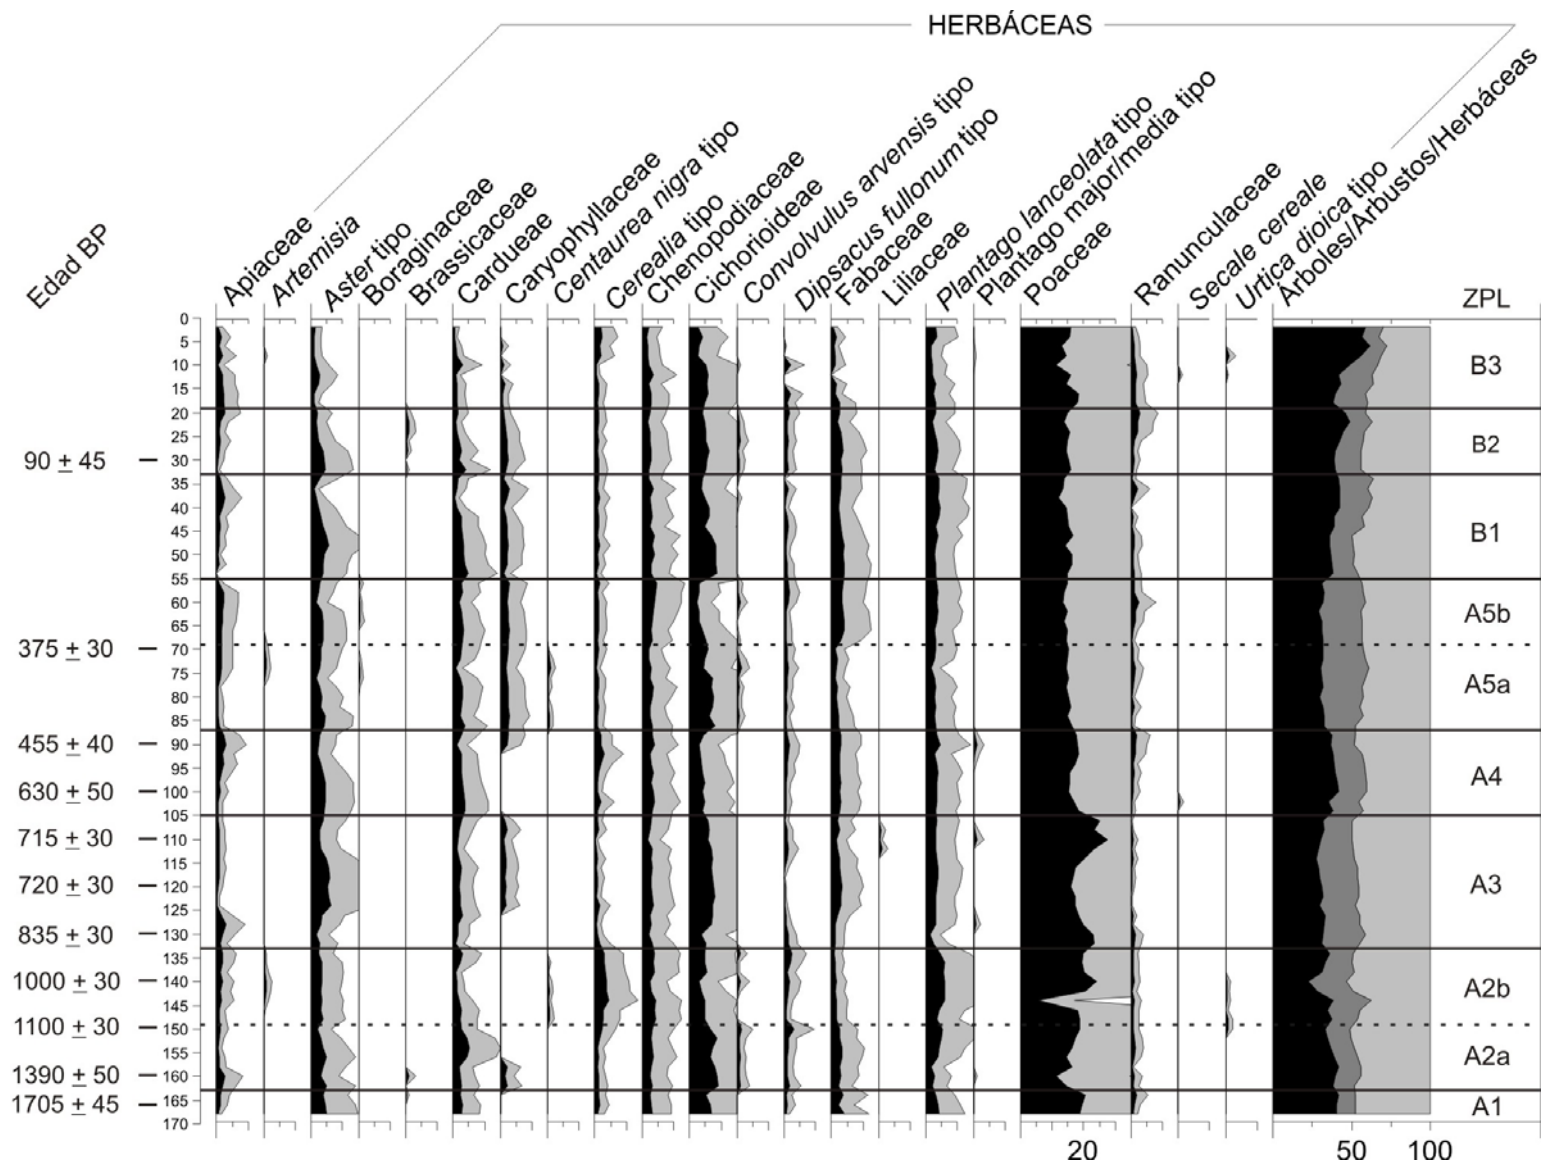 HERBÁCEAS
Edad BP
Apiaceae
Artemisia
Aster tipo
Boraginaceae
Brassicaceae
Cardueae
Caryophyllaceae
Centaurea nigra tipo
Cerealia tipo
Chenopodiaceae
Cichorioideae
Convolvulus arvensis tipo
Dipsacus fullonum tipo
Fabaceae
Liliaceae
Plantago lanceolata tipo
Plantago major/media tipo
Poaceae
Ranunculaceae
Secale cereale
Urtica dioica tipo
Arboles/Arbustos/Herbáceas
ZPL
0
5
10
15
20
25
30
35
40
45
50
55
60
65
70
75
80
85
90
95
100
105
110
115
120
125
130
135
140
145
150
155
160
165
170
90 ± 45
375 ± 30
455 ± 40
630 ± 50
715 ± 30
720 ± 30
835 ± 30
1000 ± 30
1100 ± 30
1390 ± 50
1705 ± 45
B3
B2
B1
A5b
A5a
A4
A3
A2b
A2a
A1
20
50
100